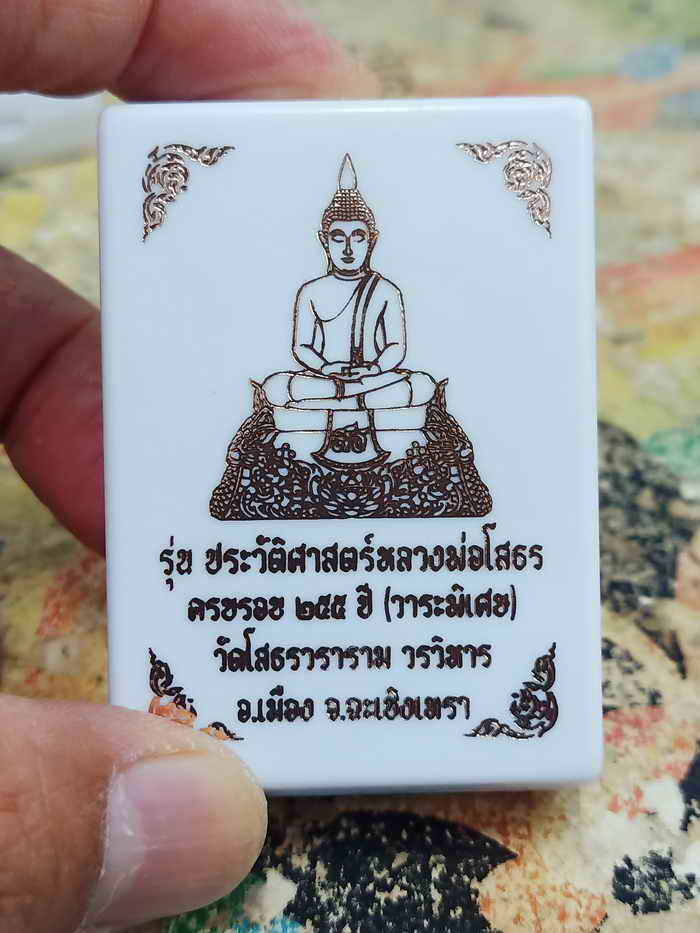 รุ่น ประวัติศาสตร์หลวงพ่อโสธร
ครบรอบ ๒๕๕ ปี (วาระพิเศษ)
วัดโสธรวราราม วรวิหาร
อ.เมือง จ.ฉะเชิงเทรา